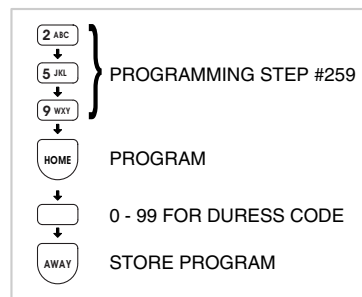 2 ABC
5 JKL
PROGRAMMING STEP #259
9 WXY
HOME PROGRAM
0 - 99 FOR DURESS CODE
AWAY STORE PROGRAM